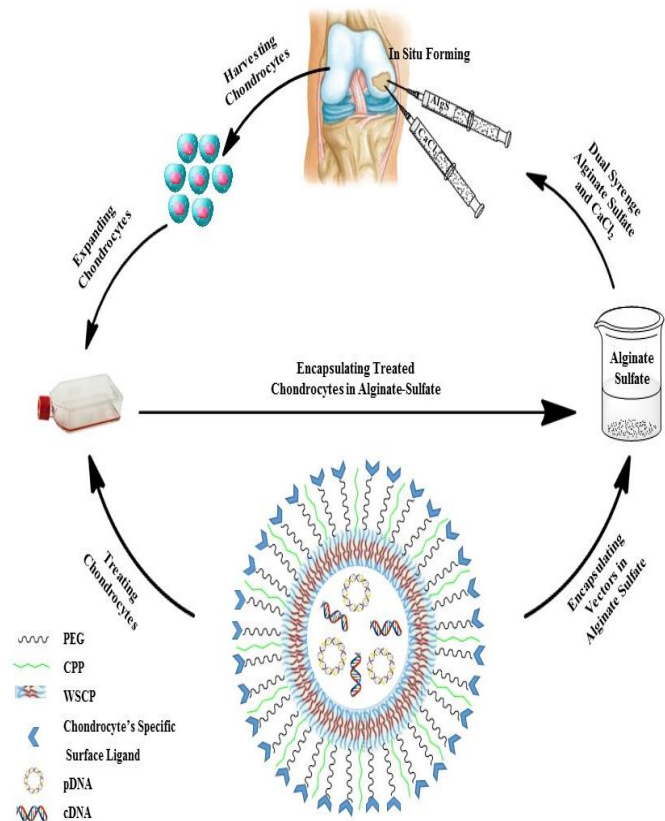 Harvesting
Chondrocytes
In Situ Forming
AlgS
CaCl₂
Expanding
Chondrocytes
Dual Syrenge
Alginate Sulfate
and CaCl₂
Encapsulating Treated
Chondrocytes in Alginate-Sulfate
Alginate
Sulfate
Treating
Chondrocytes
Encapsulating
Vectors in
Alginate Sulfate
PEG
CPP
WSCP
Chondrocyte's Specific
Surface Ligand
pDNA
cDNA